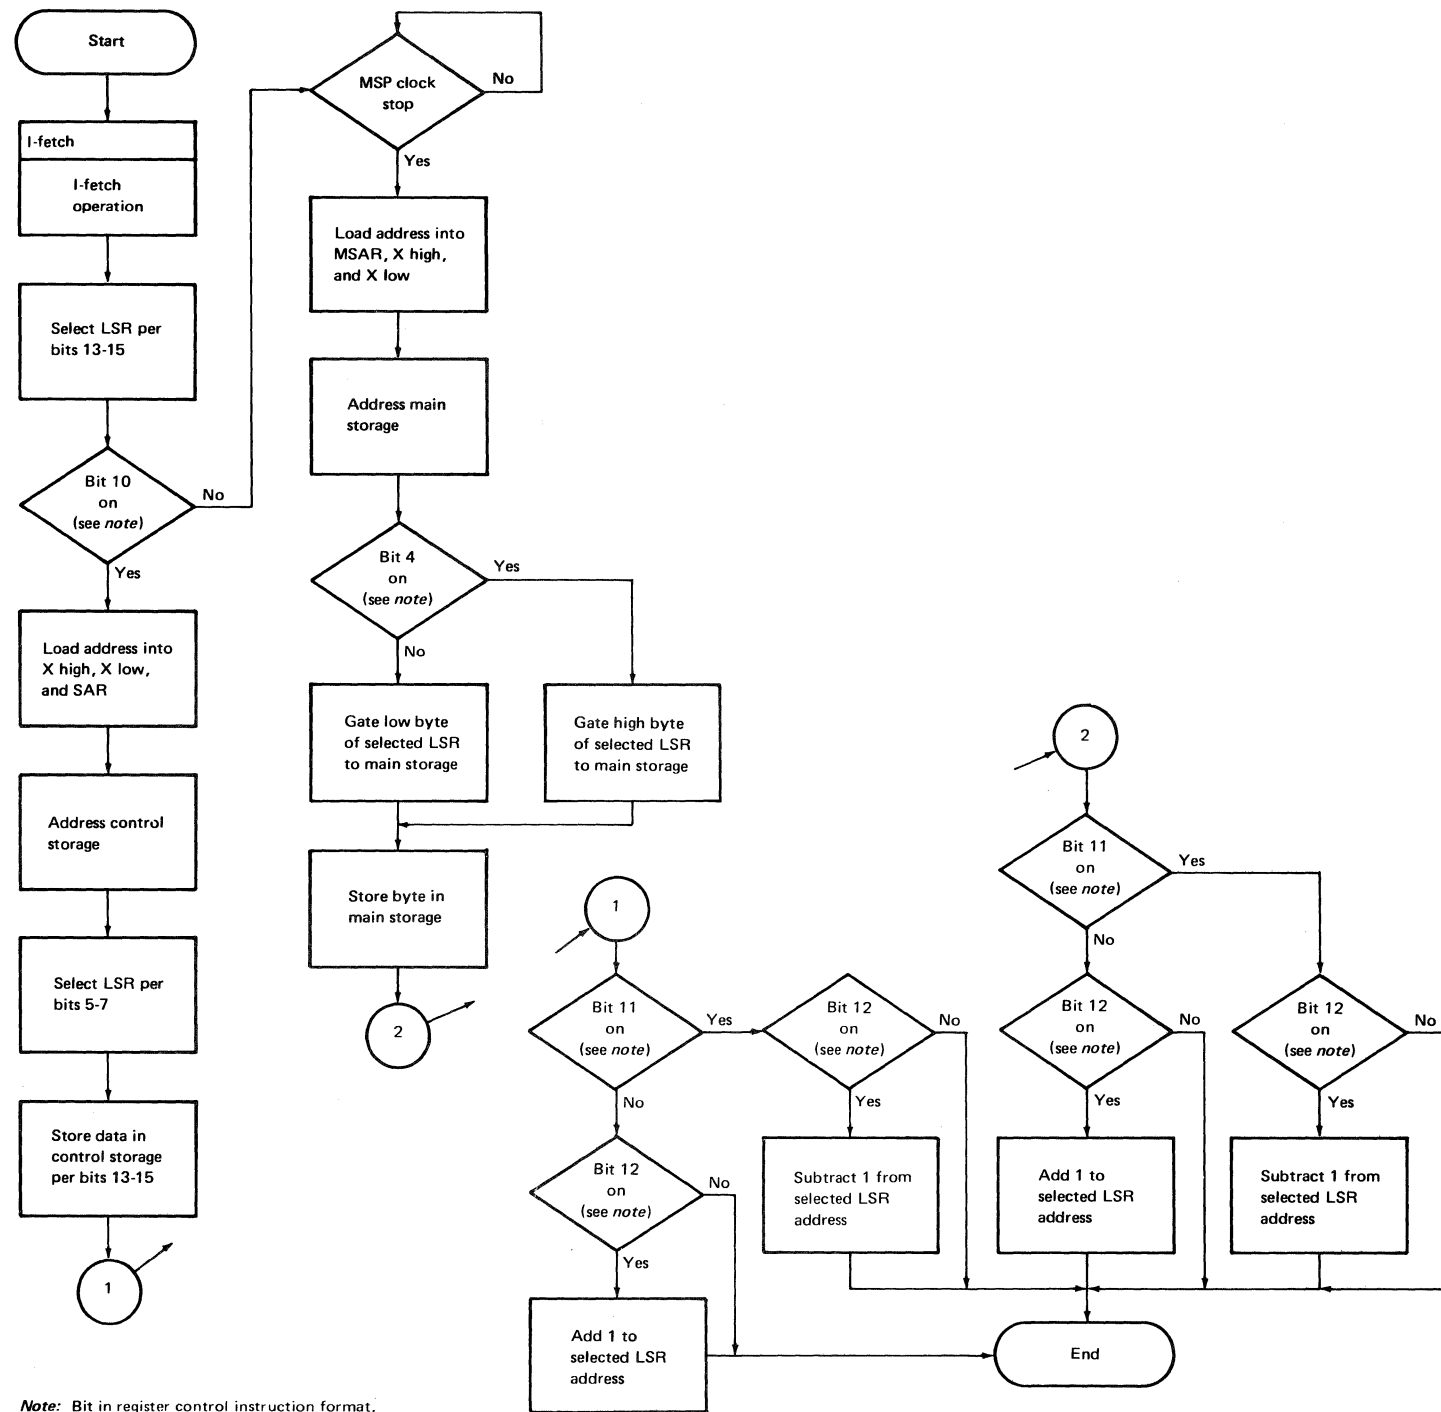 Start
I-fetch
I-fetch
operation
Select LSR per
bits 13-15
Bit 10
on
(see note)
No
Yes
Load address into
X high, X low,
and SAR
Address control
storage
Select LSR per
bits 5-7
Store data in
control storage
per bits 13-15
1
MSP clock
stop
No
Yes
Load address into
MSAR, X high,
and X low
Address main
storage
Bit 4
on
(see note)
Yes
No
Gate low byte
of selected LSR
to main storage
Gate high byte
of selected LSR
to main storage
Store byte in
main storage
2
1
Bit 11
on
(see note)
Yes
No
Bit 12
on
(see note)
No
Yes
Subtract 1 from
selected LSR
address
Bit 12
on
(see note)
No
Yes
Add 1 to
selected LSR
address
2
Bit 11
on
(see note)
Yes
No
Bit 12
on
(see note)
No
Yes
Add 1 to
selected LSR
address
Bit 12
on
(see note)
No
Yes
Subtract 1 from
selected LSR
address
End
Note: Bit in register control instruction format.